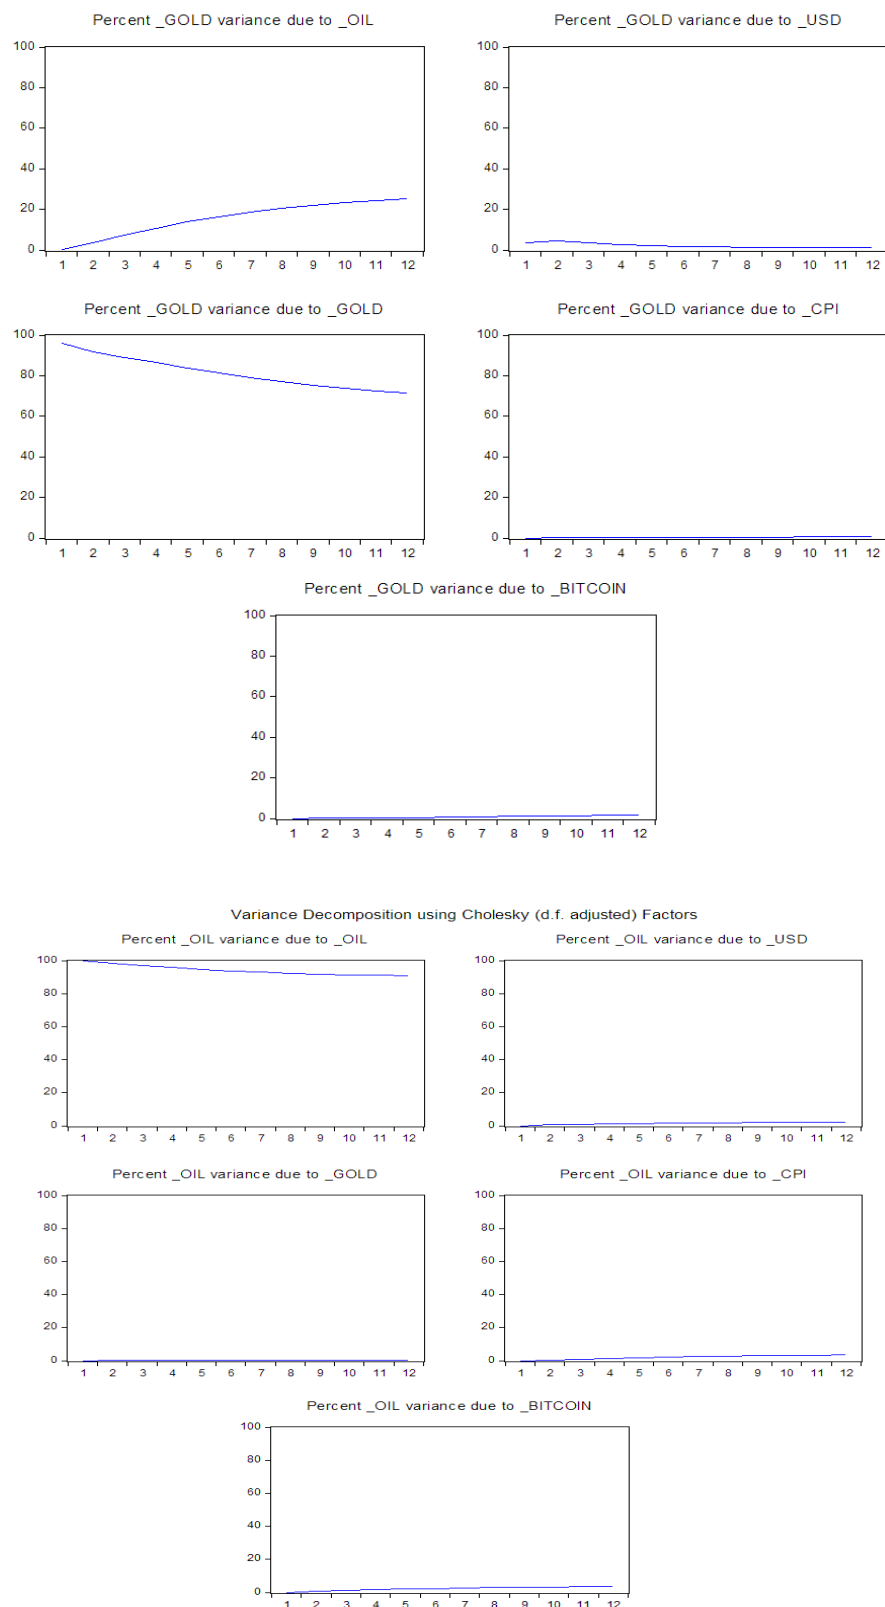 Percent _GOLD variance due to _OIL
100
80
60
40
20
0
1 2 3 4 5 6 7 8 9 10 11 12
Percent _GOLD variance due to _USD
100
80
60
40
20
0
1 2 3 4 5 6 7 8 9 10 11 12
Percent _GOLD variance due to _GOLD
100
80
60
40
20
0
1 2 3 4 5 6 7 8 9 10 11 12
Percent _GOLD variance due to _CPI
100
80
60
40
20
0
1 2 3 4 5 6 7 8 9 10 11 12
Percent _GOLD variance due to _BITCOIN
100
80
60
40
20
0
1 2 3 4 5 6 7 8 9 10 11 12
Variance Decomposition using Cholesky (d.f. adjusted) Factors
Percent _OIL variance due to _OIL
100
80
60
40
20
0
1 2 3 4 5 6 7 8 9 10 11 12
Percent _OIL variance due to _USD
100
80
60
40
20
0
1 2 3 4 5 6 7 8 9 10 11 12
Percent _OIL variance due to _GOLD
100
80
60
40
20
0
1 2 3 4 5 6 7 8 9 10 11 12
Percent _OIL variance due to _CPI
100
80
60
40
20
0
1 2 3 4 5 6 7 8 9 10 11 12
Percent _OIL variance due to _BITCOIN
100
80
60
40
20
0
1 2 3 4 5 6 7 8 9 10 11 12